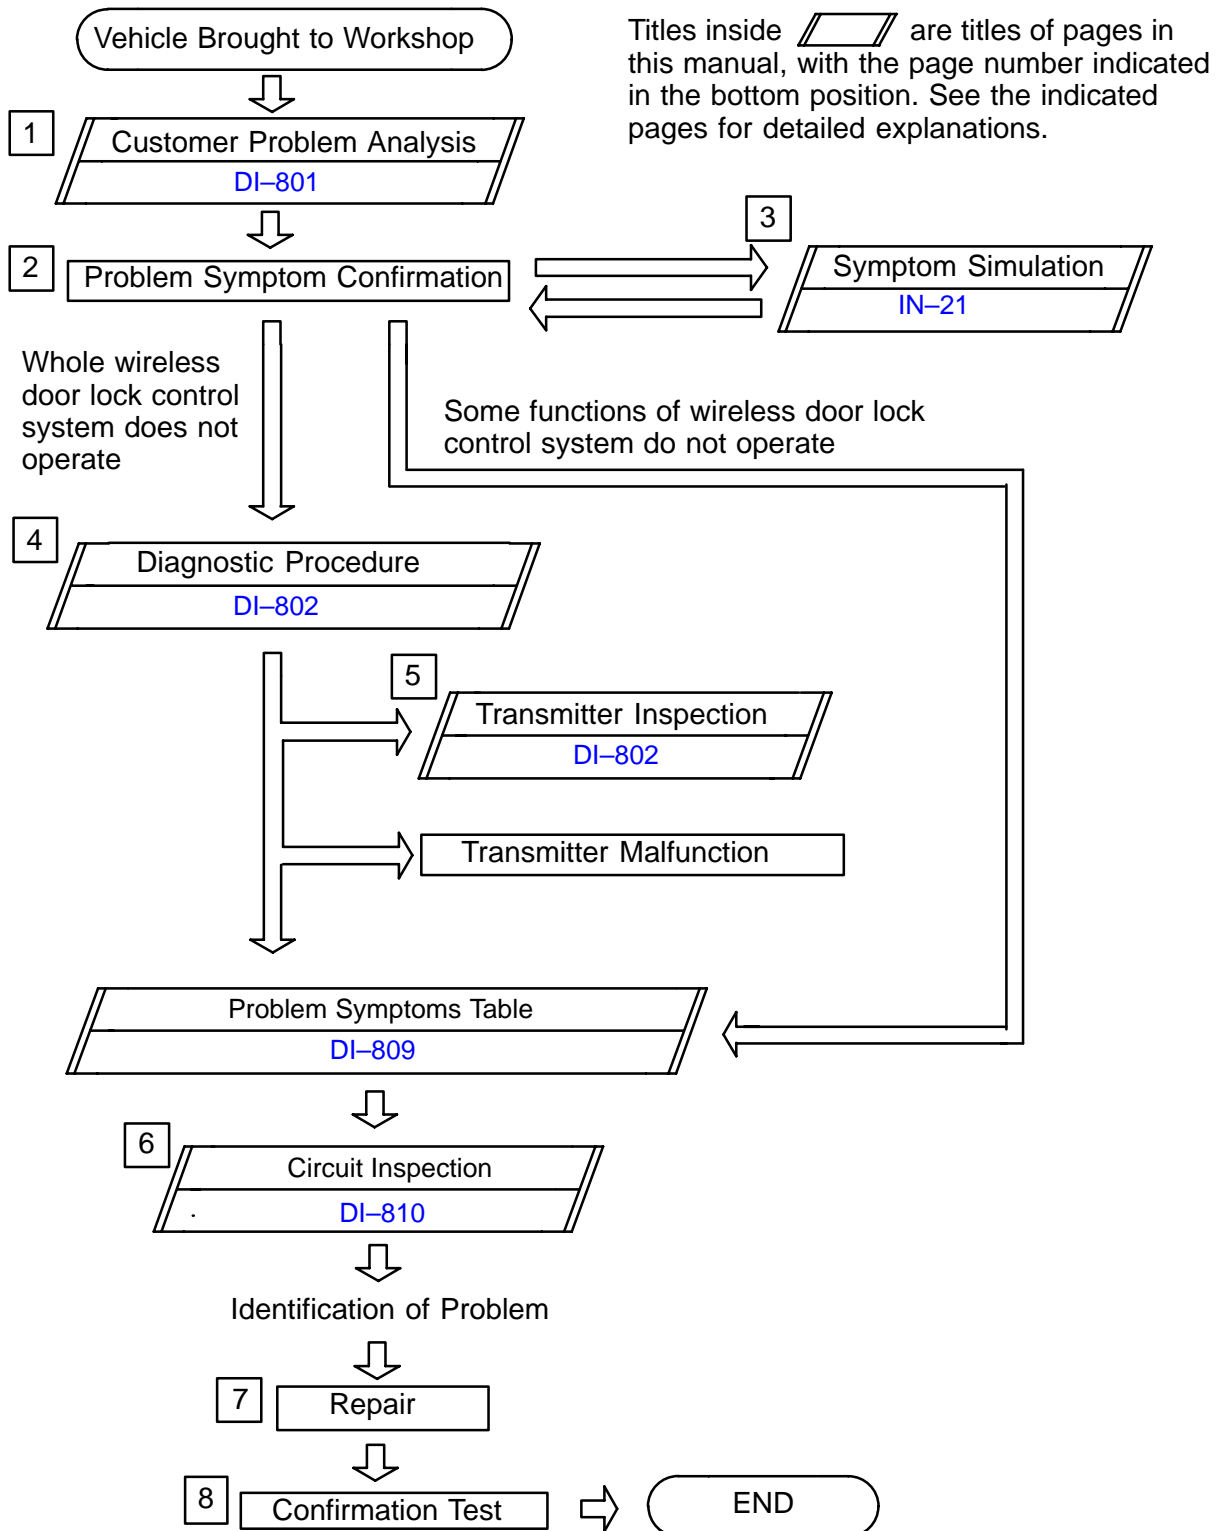 Vehicle Brought to Workshop
Titles inside are titles of pages in
this manual, with the page number indicated
in the bottom position. See the indicated
pages for detailed explanations.
1
Customer Problem Analysis
DI–801
2
Problem Symptom Confirmation
3
Symptom Simulation
IN–21
Whole wireless
door lock control
system does not
operate
Some functions of wireless door lock
control system do not operate
4
Diagnostic Procedure
DI–802
5
Transmitter Inspection
DI–802
Transmitter Malfunction
Problem Symptoms Table
DI–809
6
Circuit Inspection
DI–810
Identification of Problem
7
Repair
8
Confirmation Test
END